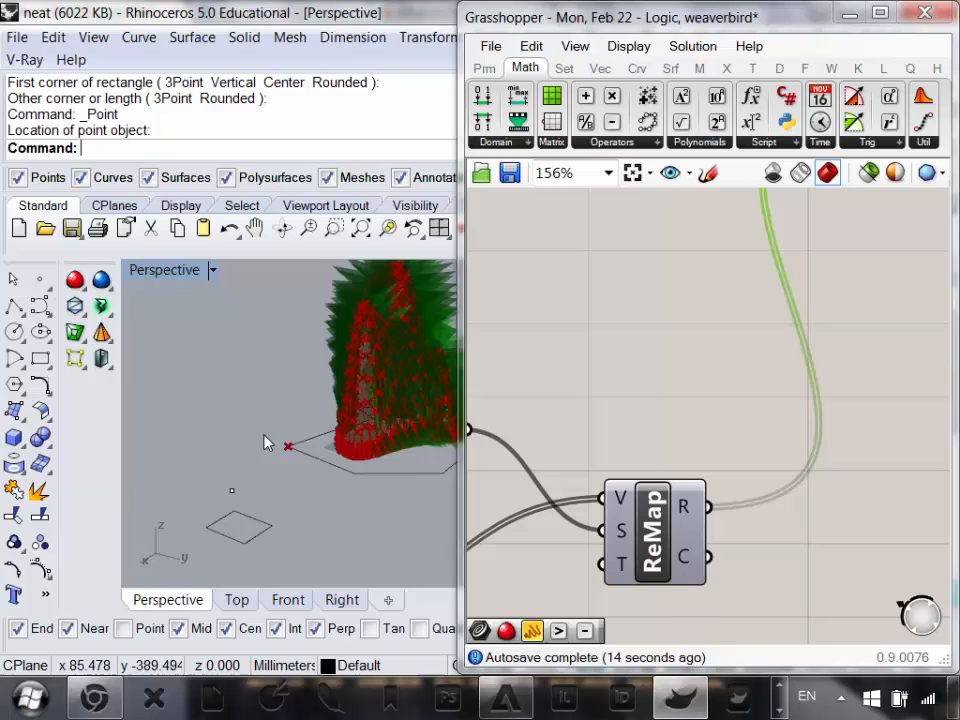 neat (6022 KB) - Rhinoceros 5.0 Educational - [Perspective]
File Edit View Curve Surface Solid Mesh Dimension Transform
V-Ray Help
First corner of rectangle ( 3Point Vertical Center Rounded ):
Other corner or length ( 3Point Rounded ):
Command: _Point
Location of point object:
Command:
Points Curves Surfaces Polysurfaces Meshes Annotat
Standard CPlanes Display Select Viewport Layout Visibility
Perspective
z
x y
Perspective Top Front Right
End Near Point Mid Cen Int Perp Tan Qua
CPlane x 85.478 y -389.494 z 0.000 Millimeters Default
Grasshopper - Mon, Feb 22 - Logic, weaverbird*
File Edit View Display Solution Help
Prm Math Set Vec Crv Srf M X T D F W K L Q H
Domain Matrix Operators Polynomials Script Time Trig Util
156%
V
S
T
ReMap
R
C
Autosave complete (14 seconds ago) 0.9.0076
EN